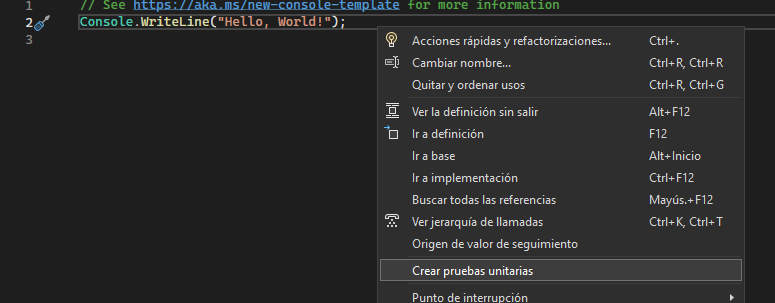 1 // See https://aka.ms/new-console-template for more information
2 Console.WriteLine("Hello, World!");
3
Acciones rápidas y refactorizaciones... Ctrl+.
Cambiar nombre... Ctrl+R, Ctrl+R
Quitar y ordenar usos Ctrl+R, Ctrl+G
Ver la definición sin salir Alt+F12
Ir a definición F12
Ir a base Alt+Inicio
Ir a implementación Ctrl+F12
Buscar todas las referencias Mayús.+F12
Ver jerarquía de llamadas Ctrl+K, Ctrl+T
Origen de valor de seguimiento
Crear pruebas unitarias
Punto de interrupción